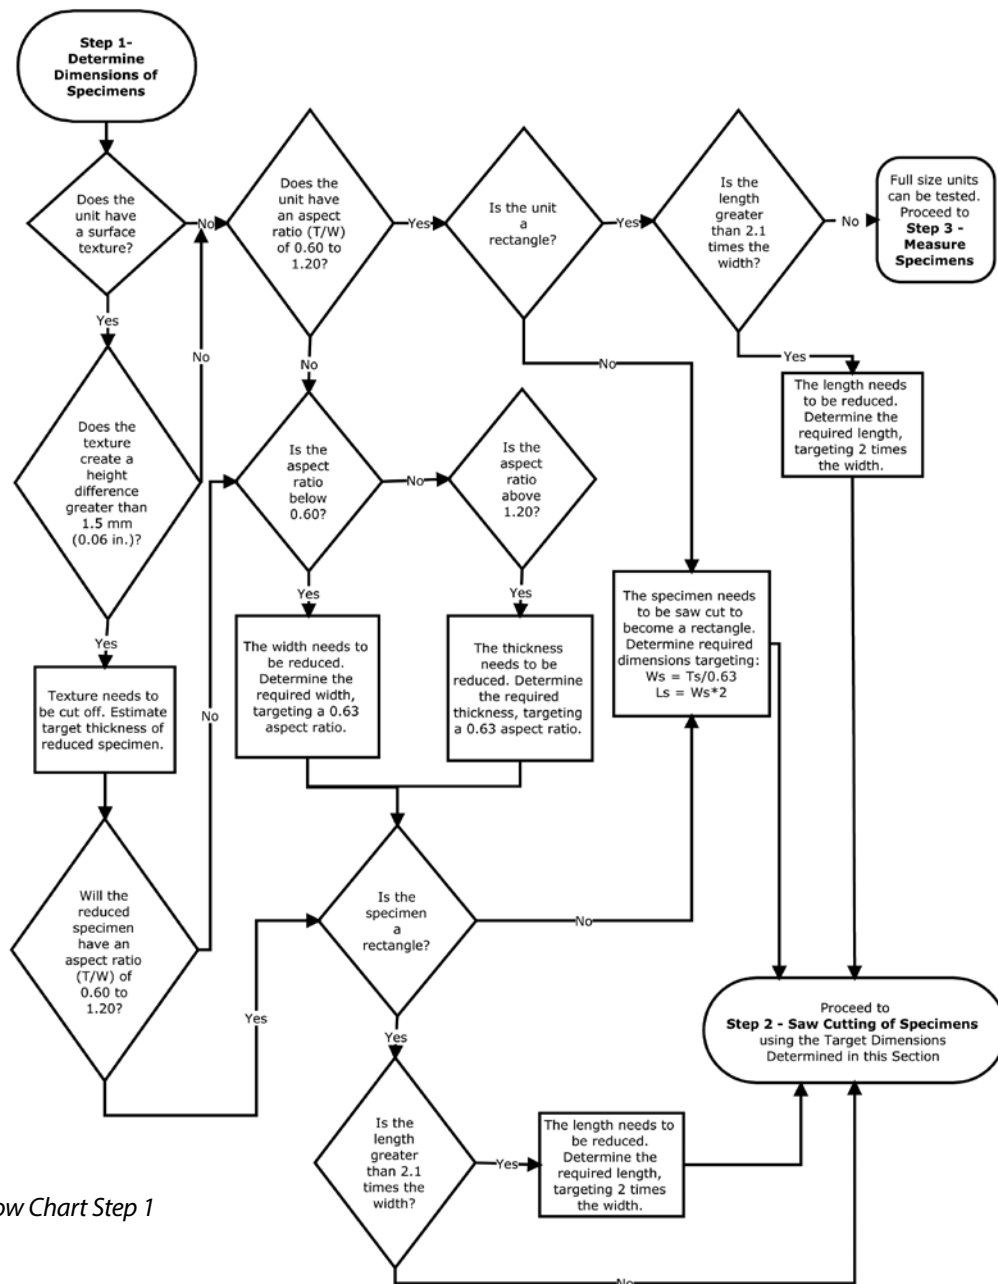 Step 1-
Determine
Dimensions of
Specimens
Does the
unit have
a surface
texture?
No
Does the
unit have
an aspect
ratio (T/W)
of 0.60 to
1.20?
Yes
Is the unit
a
rectangle?
Yes
Is the
length
greater
than 2.1
times the
width?
No
Full size units
can be tested.
Proceed to
Step 3 -
Measure
Specimens
Yes
No
No
No
Yes
Does the
texture
create a
height
difference
greater than
1.5 mm
(0.06 in.)?
Is the
aspect
ratio
below
0.60?
No
Is the
aspect
ratio
above
1.20?
The length needs
to be reduced.
Determine the
required length,
targeting 2 times
the width.
Yes
Yes
Yes
Texture needs to
be cut off. Estimate
target thickness of
reduced specimen.
No
The width needs to
be reduced.
Determine the
required width,
targeting a 0.63
aspect ratio.
The thickness
needs to be
reduced. Determine
the required
thickness, targeting
a 0.63 aspect ratio.
The specimen needs
to be saw cut to
become a rectangle.
Determine required
dimensions targeting:
Ws = Ts/0.63
Ls = Ws*2
Will the
reduced
specimen
have an
aspect ratio
(T/W) of
0.60 to
1.20?
Yes
Is the
specimen
a
rectangle?
No
Yes
Proceed to
Step 2 - Saw Cutting of Specimens
using the Target Dimensions
Determined in this Section
Is the
length
greater
than 2.1
times the
width?
Yes
The length needs to
be reduced.
Determine the
required length,
targeting 2 times
the width.
No
ow Chart Step 1